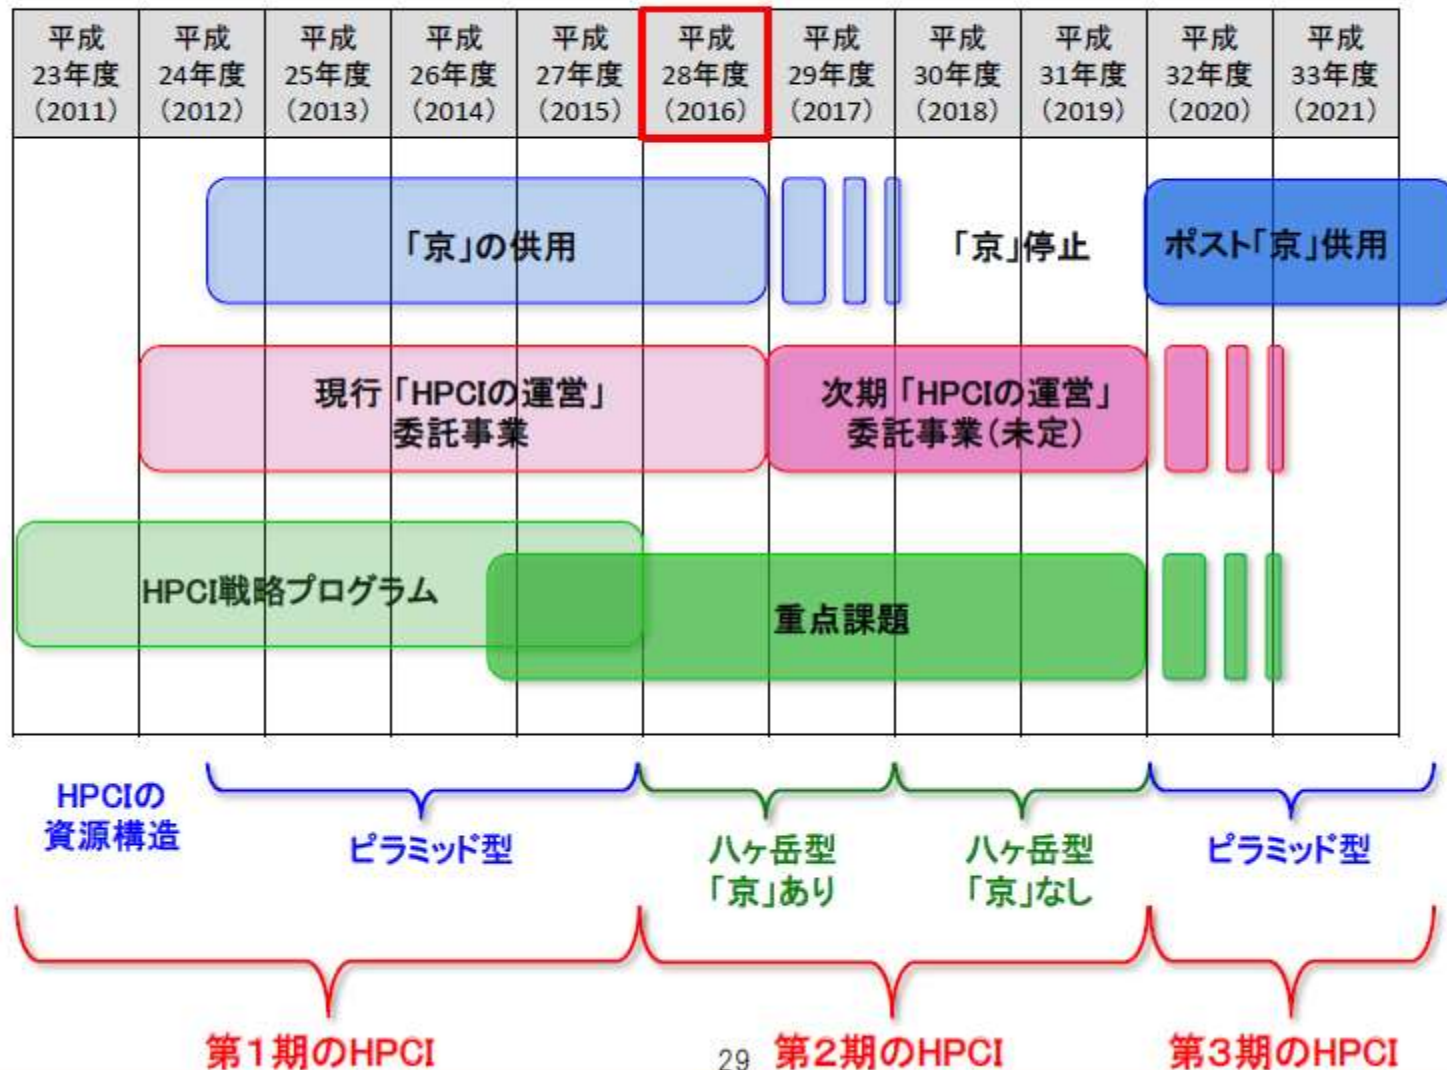 平成
23年度
(2011)
平成
24年度
(2012)
平成
25年度
(2013)
平成
26年度
(2014)
平成
27年度
(2015)
平成
28年度
(2016)
平成
29年度
(2017)
平成
30年度
(2018)
平成
31年度
(2019)
平成
32年度
(2020)
平成
33年度
(2021)
「京」の供用
「京」停止
ポスト「京」供用
現行「HPCIの運営」
委託事業
次期「HPCIの運営」
委託事業(未定)
HPCI戦略プログラム
重点課題
HPCIの
資源構造
ピラミッド型
八ヶ岳型
「京」あり
八ヶ岳型
「京」なし
ピラミッド型
第1期のHPCI
29
第2期のHPCI
第3期のHPCI